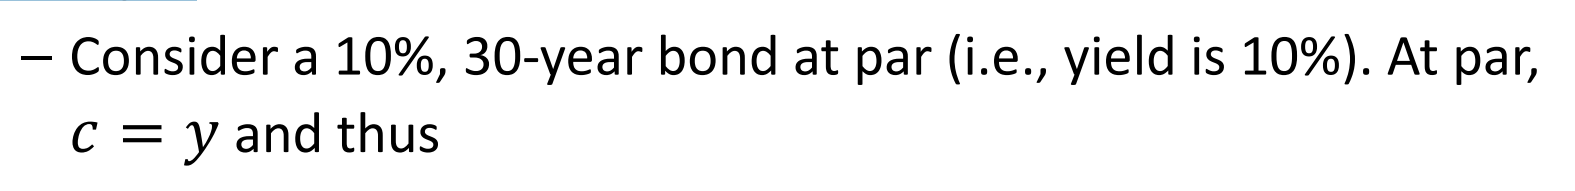 – Consider a 10%, 30-year bond at par (i.e., yield is 10%). At par,
c = y and thus